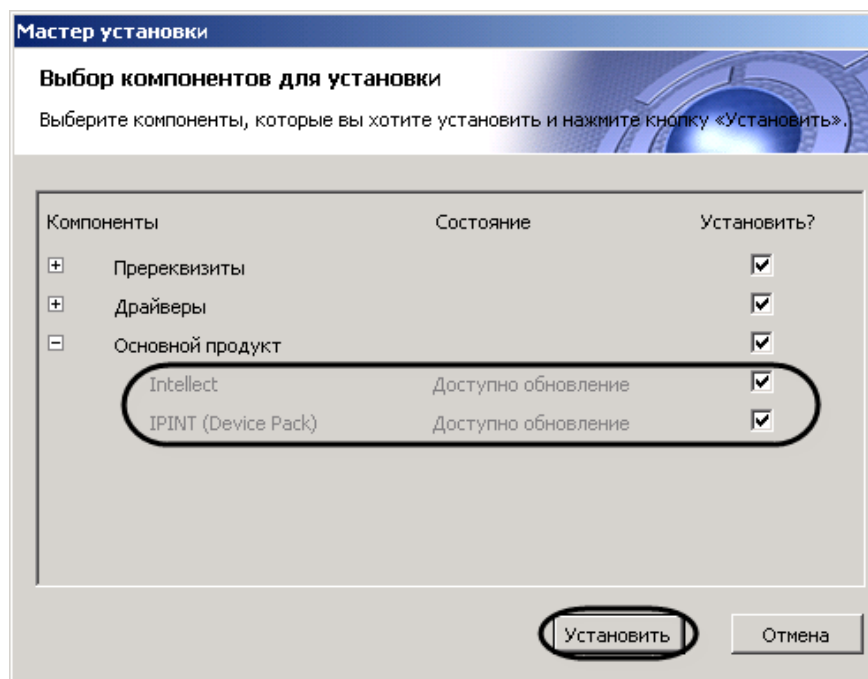 Мастер установки
Выбор компонентов для установки
Выберите компоненты, которые вы хотите установить и нажмите кнопку «Установить».
Компоненты Состояние Установить?
Пререквизиты
Драйверы
Основной продукт
Intellect Доступно обновление
IPINT (Device Pack) Доступно обновление
Установить Отмена